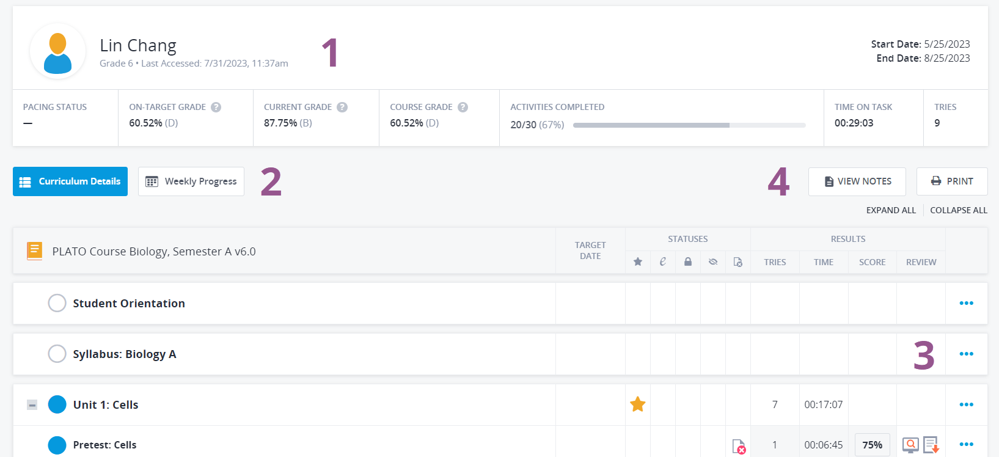 Lin Chang
Grade 6 • Last Accessed: 7/31/2023, 11:37am
1
Start Date: 5/25/2023
End Date: 8/25/2023
PACING STATUS
—
ON-TARGET GRADE ?
60.52% (D)
CURRENT GRADE ?
87.75% (B)
COURSE GRADE ?
60.52% (D)
ACTIVITIES COMPLETED
20/30 (67%)
TIME ON TASK
00:29:03
TRIES
9
Curriculum Details
Weekly Progress
2
4
VIEW NOTES
PRINT
EXPAND ALL
COLLAPSE ALL
PLATO Course Biology, Semester A v6.0
TARGET
DATE
STATUSES
e
RESULTS
TRIES
TIME
SCORE
REVIEW
Student Orientation
Syllabus: Biology A
3
Unit 1: Cells
7
00:17:07
Pretest: Cells
1
00:06:45
75%